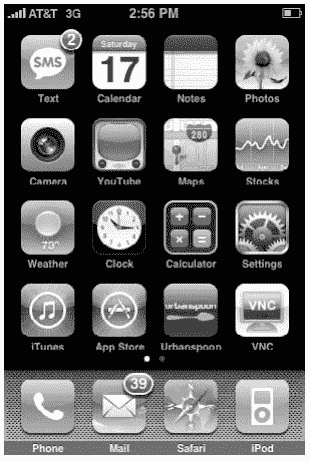 AT&T 3G 2:56 PM
2
SMS Saturday 17
Text Calendar Notes Photos
280
Camera YouTube Maps Stocks
73°
Weather Clock Calculator Settings
urbanspoon VNC
iTunes App Store Urbanspoon VNC
39
Phone Mail Safari iPod